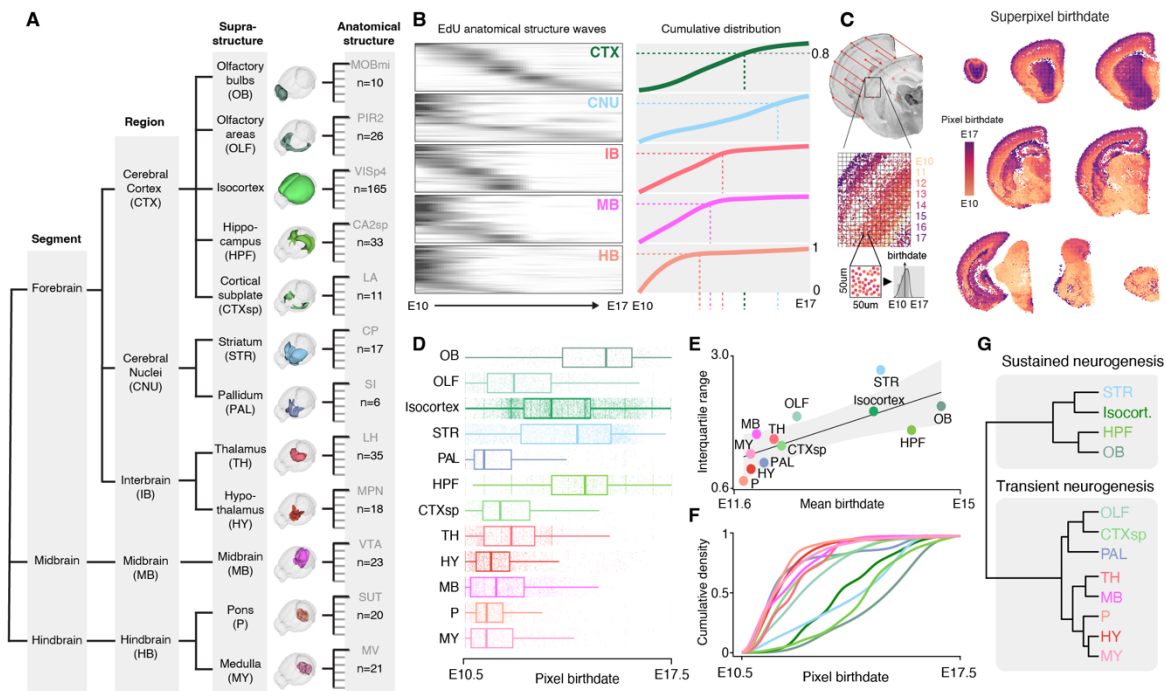 A
Supra-
structure
Anatomical
structure
Region
Segment
Olfactory
bulbs
(OB)
MOBmi
n=10
Olfactory
areas
(OLF)
PIR2
n=26
Cerebral
Cortex
(CTX)
Isocortex
VISp4
n=165
Hippo-
campus
(HPF)
CA2sp
n=33
Forebrain
Cortical
subplate
(CTXsp)
LA
n=11
Cerebral
Nuclei
(CNU)
Striatum
(STR)
CP
n=17
Pallidum
(PAL)
SI
n=6
Interbrain
(IB)
Thalamus
(TH)
LH
n=35
Hypo-
thalamus
(HY)
MPN
n=18
Midbrain
Midbrain
(MB)
Midbrain
(MB)
VTA
n=23
Hindbrain
Hindbrain
(HB)
Pons
(P)
SUT
n=20
Medulla
(MY)
MV
n=21
B
EdU anatomical structure waves
Cumulative distribution
CTX
0.8
CNU
IB
MB
HB
1
0
E10
E17
E10
E17
C
Superpixel birthdate
Pixel birthdate
E17
E10
E10
11
12
13
14
15
16
17
birthdate
50um
50um
E10 E17
D
OB
OLF
Isocortex
STR
PAL
HPF
CTXsp
TH
HY
MB
P
MY
E10.5
Pixel birthdate
E17.5
E
3.0
Interquartile range
0.6
STR
Isocortex
OLF
OB
MB
TH
HPF
MY
CTXsp
PAL
HY
P
E11.6
Mean birthdate
E15
F
Cumulative density
1
0.5
0
E10.5
Pixel birthdate
E17.5
G
Sustained neurogenesis
STR
Isocort.
HPF
OB
Transient neurogenesis
OLF
CTXsp
PAL
TH
MB
P
HY
MY